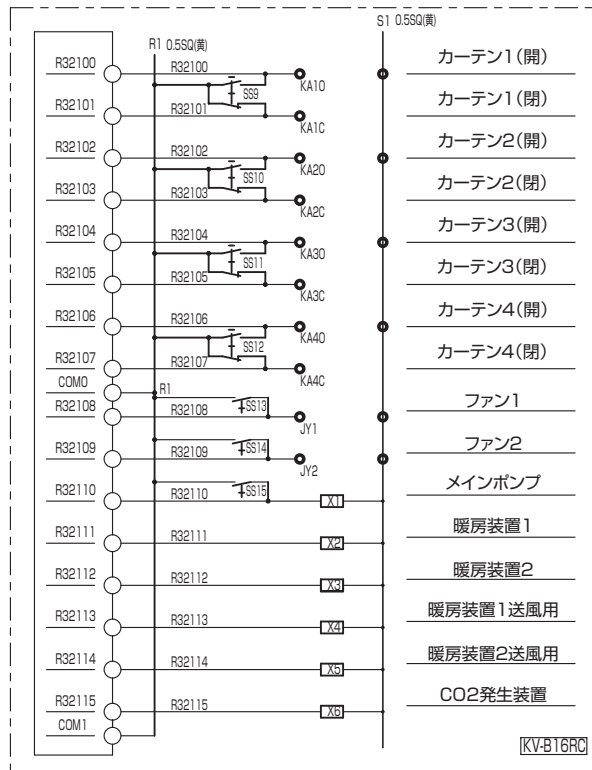 S1 0.5SQ(黄)
R1 0.5SQ(黄)
R32100 R32100 カーテン1(開)
SS9 KA1O
R32101 R32101 カーテン1(閉)
KA1C
R32102 R32102 カーテン2(開)
SS10 KA2O
R32103 R32103 カーテン2(閉)
KA2C
R32104 R32104 カーテン3(開)
SS11 KA3O
R32105 R32105 カーテン3(閉)
KA3C
R32106 R32106 カーテン4(開)
SS12 KA4O
R32107 R32107 カーテン4(閉)
KA4C
COM0 R1
R32108 R32108 SS13 ファン1
JY1
R32109 R32109 SS14 ファン2
JY2
R32110 R32110 SS15 X1 メインポンプ
R32111 R32111 X2 暖房装置1
R32112 R32112 X3 暖房装置2
R32113 R32113 X4 暖房装置1送風用
R32114 R32114 X5 暖房装置2送風用
R32115 R32115 X6 CO2発生装置
COM1
KV-B16RC